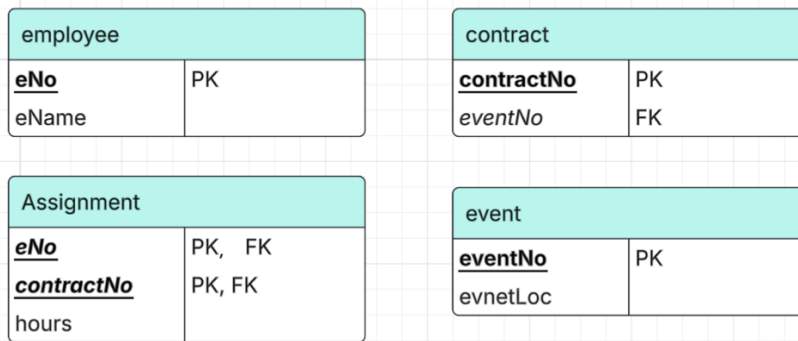 employee
eNo PK
eName
contract
contractNo PK
eventNo FK
Assignment
eNo PK, FK
contractNo PK, FK
hours
event
eventNo PK
evnetLoc